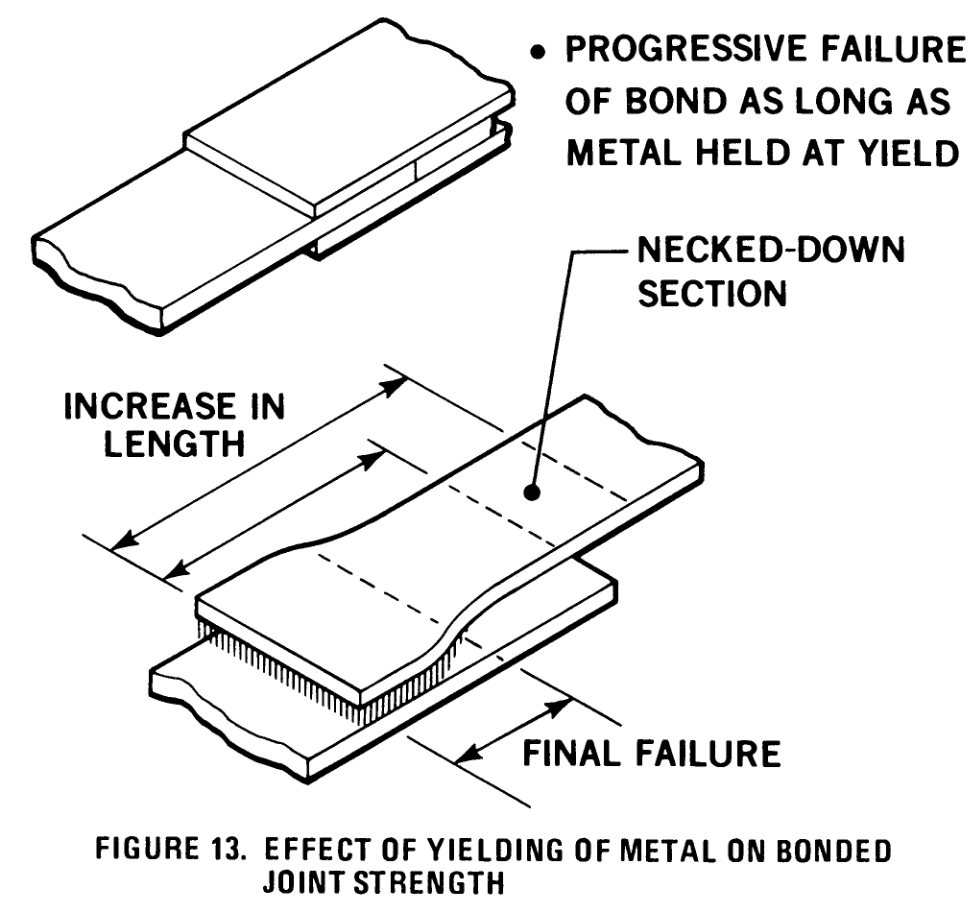 • PROGRESSIVE FAILURE
OF BOND AS LONG AS
METAL HELD AT YIELD
NECKED-DOWN
SECTION
INCREASE IN
LENGTH
FINAL FAILURE
FIGURE 13. EFFECT OF YIELDING OF METAL ON BONDED
JOINT STRENGTH